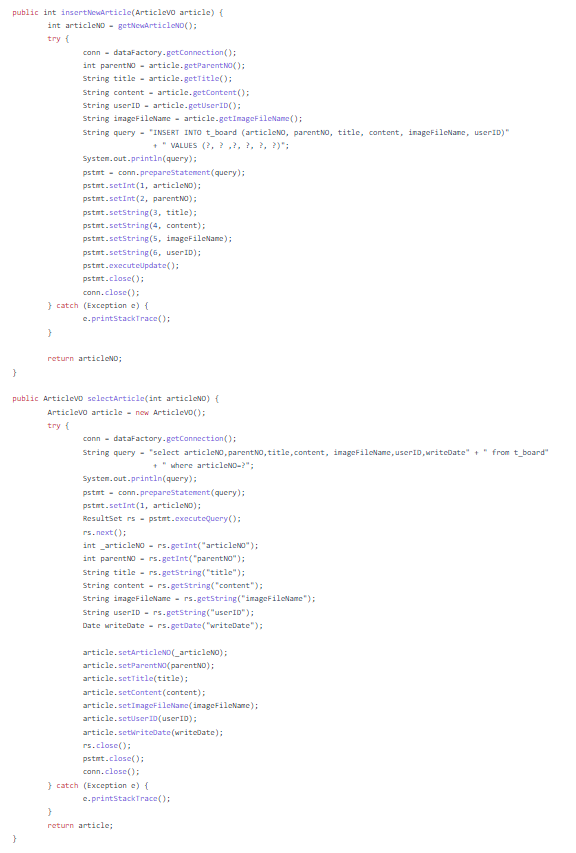 public int insertNewArticle(ArticleVO article) {
int articleNO = getNewArticleNO();
try {
conn = dataFactory.getConnection();
int parentNO = article.getParentNO();
String title = article.getTitle();
String content = article.getContent();
String userID = article.getUserID();
String imageFileName = article.getImageFileName();
String query = "INSERT INTO t_board (articleNO, parentNO, title, content, imageFileName, userID)"
+ " VALUES (?, ? ,?, ?, ?, ?)";
System.out.println(query);
pstmt = conn.prepareStatement(query);
pstmt.setInt(1, articleNO);
pstmt.setInt(2, parentNO);
pstmt.setString(3, title);
pstmt.setString(4, content);
pstmt.setString(5, imageFileName);
pstmt.setString(6, userID);
pstmt.executeUpdate();
pstmt.close();
conn.close();
} catch (Exception e) {
e.printStackTrace();
}
return articleNO;
}
public ArticleVO selectArticle(int articleNO) {
ArticleVO article = new ArticleVO();
try {
conn = dataFactory.getConnection();
String query = "select articleNO,parentNO,title,content, imageFileName,userID,writeDate" + " from t_board"
+ " where articleNO=?";
System.out.println(query);
pstmt = conn.prepareStatement(query);
pstmt.setInt(1, articleNO);
ResultSet rs = pstmt.executeQuery();
rs.next();
int _articleNO = rs.getInt("articleNO");
int parentNO = rs.getInt("parentNO");
String title = rs.getString("title");
String content = rs.getString("content");
String imageFileName = rs.getString("imageFileName");
String userID = rs.getString("userID");
Date writeDate = rs.getDate("writeDate");
article.setArticleNO(_articleNO);
article.setParentNO(parentNO);
article.setTitle(title);
article.setContent(content);
article.setImageFileName(imageFileName);
article.setUserID(userID);
article.setWriteDate(writeDate);
rs.close();
pstmt.close();
conn.close();
} catch (Exception e) {
e.printStackTrace();
}
return article;
}